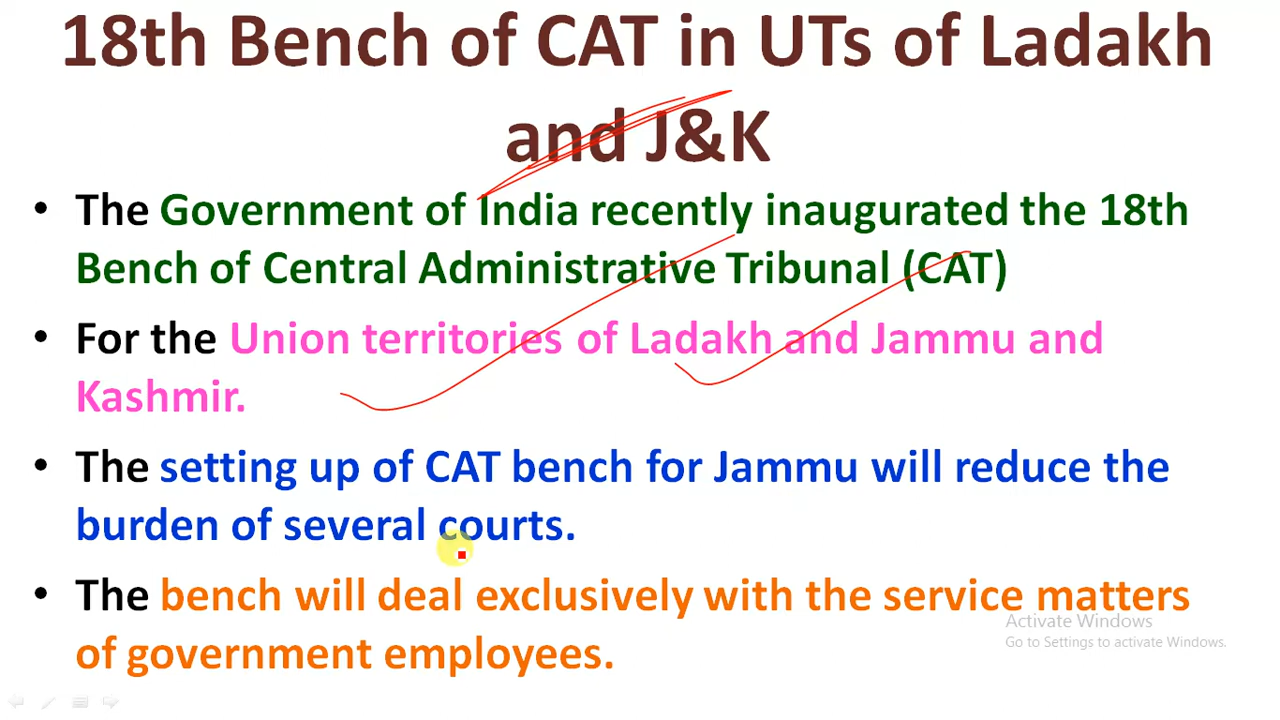 18th Bench of CAT in UTs of Ladakh
and J&K
• The Government of India recently inaugurated the 18th
Bench of Central Administrative Tribunal (CAT)
• For the Union territories of Ladakh and Jammu and
Kashmir.
• The setting up of CAT bench for Jammu will reduce the
burden of several courts.
• The bench will deal exclusively with the service matters
of government employees.
Activate Windows
Go to Settings to activate Windows.